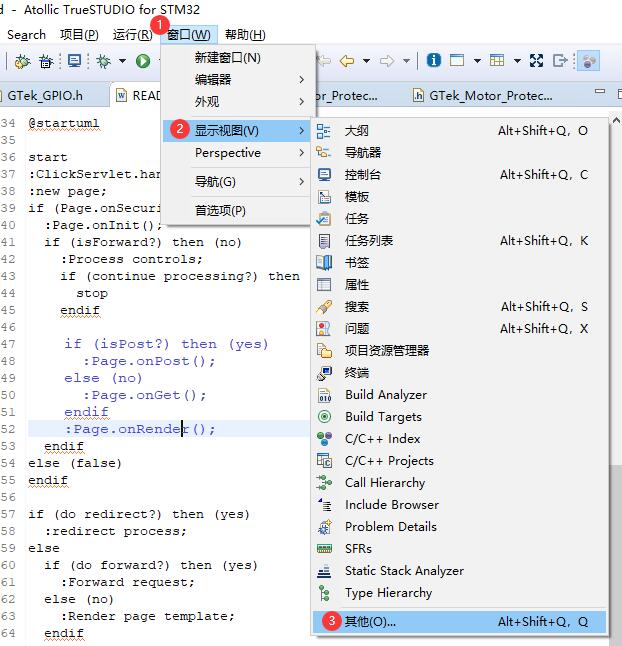 d - Atollic TrueSTUDIO for STM32
Search 项目(P) 运行(R) 1 窗口(W) 帮助(H)
GTek_GPIO.h READ or_Protec... GTek_Motor_Protec...
新建窗口(N)
编辑器
外观
2 显示视图(V)
Perspective
导航(G)
首选项(P)
大纲 Alt+Shift+Q, O
导航器
控制台 Alt+Shift+Q, C
模板
任务
任务列表 Alt+Shift+Q, K
书签
属性
搜索 Alt+Shift+Q, S
问题 Alt+Shift+Q, X
项目资源管理器
终端
Build Analyzer
Build Targets
C/C++ Index
C/C++ Projects
Call Hierarchy
Include Browser
Problem Details
SFRs
Static Stack Analyzer
Type Hierarchy
3 其他(O)... Alt+Shift+Q, Q
34 @startuml
35
36 start
37 :ClickServlet.han
38 :new page;
39 if (Page.onSecuri
40 :Page.onInit();
41 if (isForward?) then (no)
42 :Process controls;
43 if (continue processing?) then
44 stop
45 endif
46
47 if (isPost?) then (yes)
48 :Page.onPost();
49 else (no)
50 :Page.onGet();
51 endif
52 :Page.onRender();
53 endif
54 else (false)
55 endif
56
57 if (do redirect?) then (yes)
58 :redirect process;
59 else
60 if (do forward?) then (yes)
61 :Forward request;
62 else (no)
63 :Render page template;
64 endif